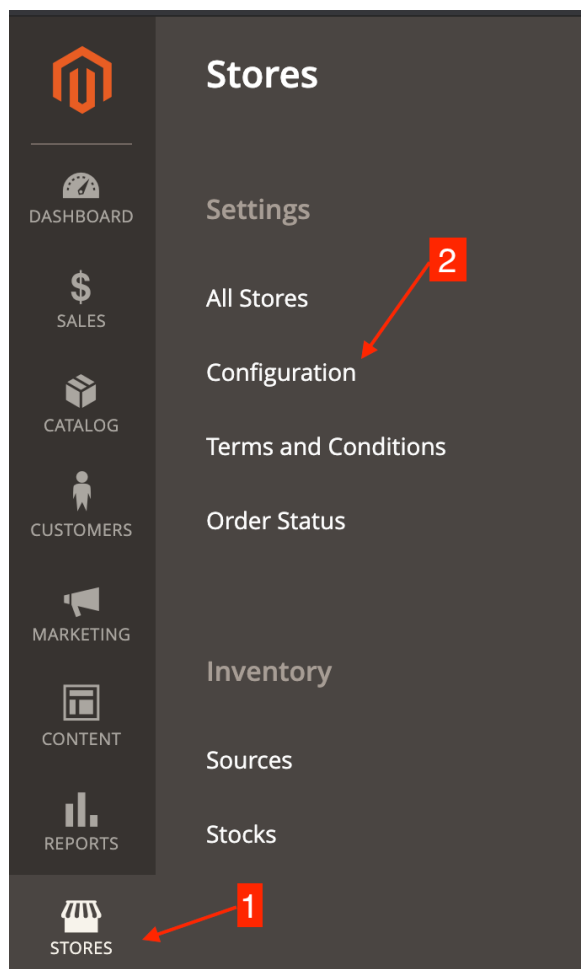 DASHBOARD
SALES
CATALOG
CUSTOMERS
MARKETING
CONTENT
REPORTS
STORES
Stores
Settings
2
All Stores
Configuration
Terms and Conditions
Order Status
Inventory
Sources
Stocks
1